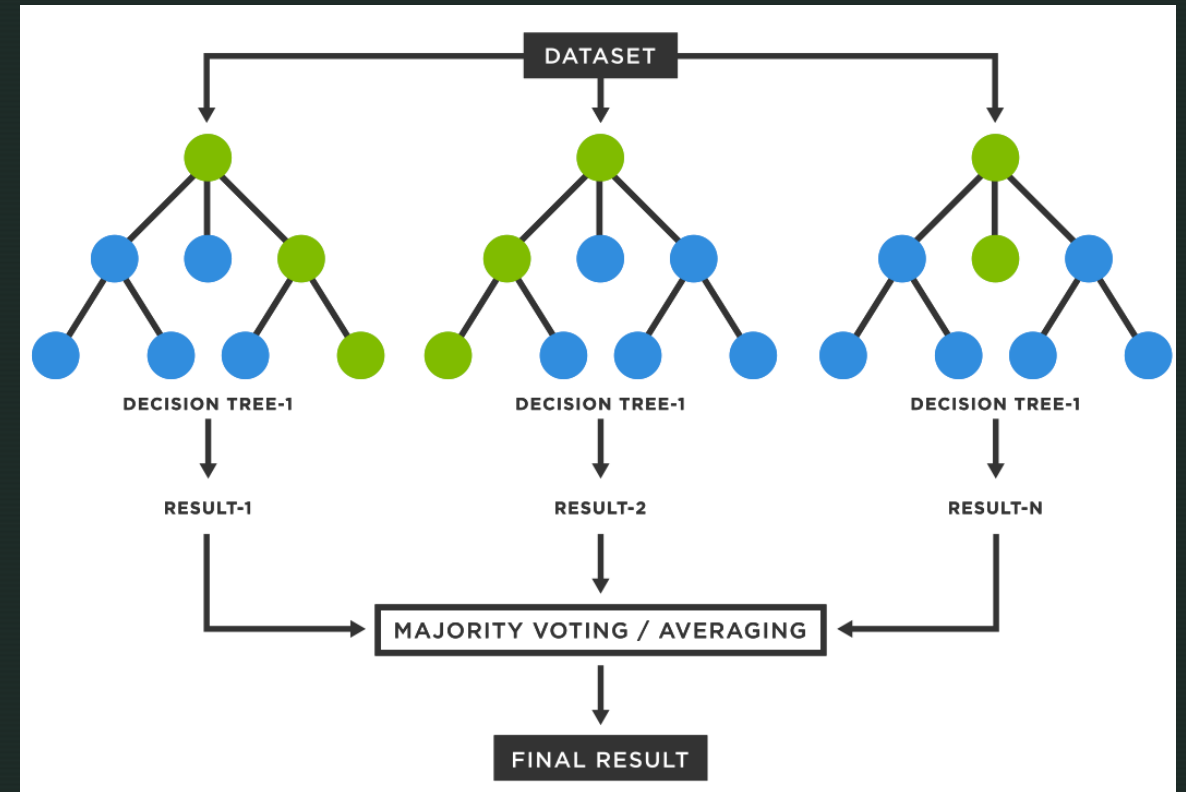 DATASET
DECISION TREE-1
DECISION TREE-1
DECISION TREE-1
RESULT-1
RESULT-2
RESULT-N
MAJORITY VOTING / AVERAGING
FINAL RESULT